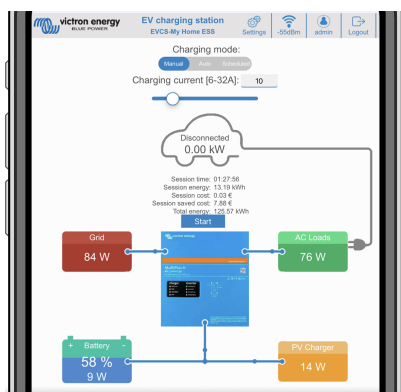 victron energy
BLUE POWER
EV charging station
EVCS-My Home ESS
Settings
-55dBm
admin
Logout
Charging mode:
Manual Auto Scheduled
Charging current [6-32A]: 10
Disconnected
0.00 kW
Session time: 01:27:56
Session energy: 13.19 kWh
Session cost: 0.03 €
Session saved cost: 7.88 €
Total energy: 125.57 kWh
Start
Grid
84 W
victron energy
AC Loads
76 W
+ Battery -
58 %
9 W
PV Charger
14 W